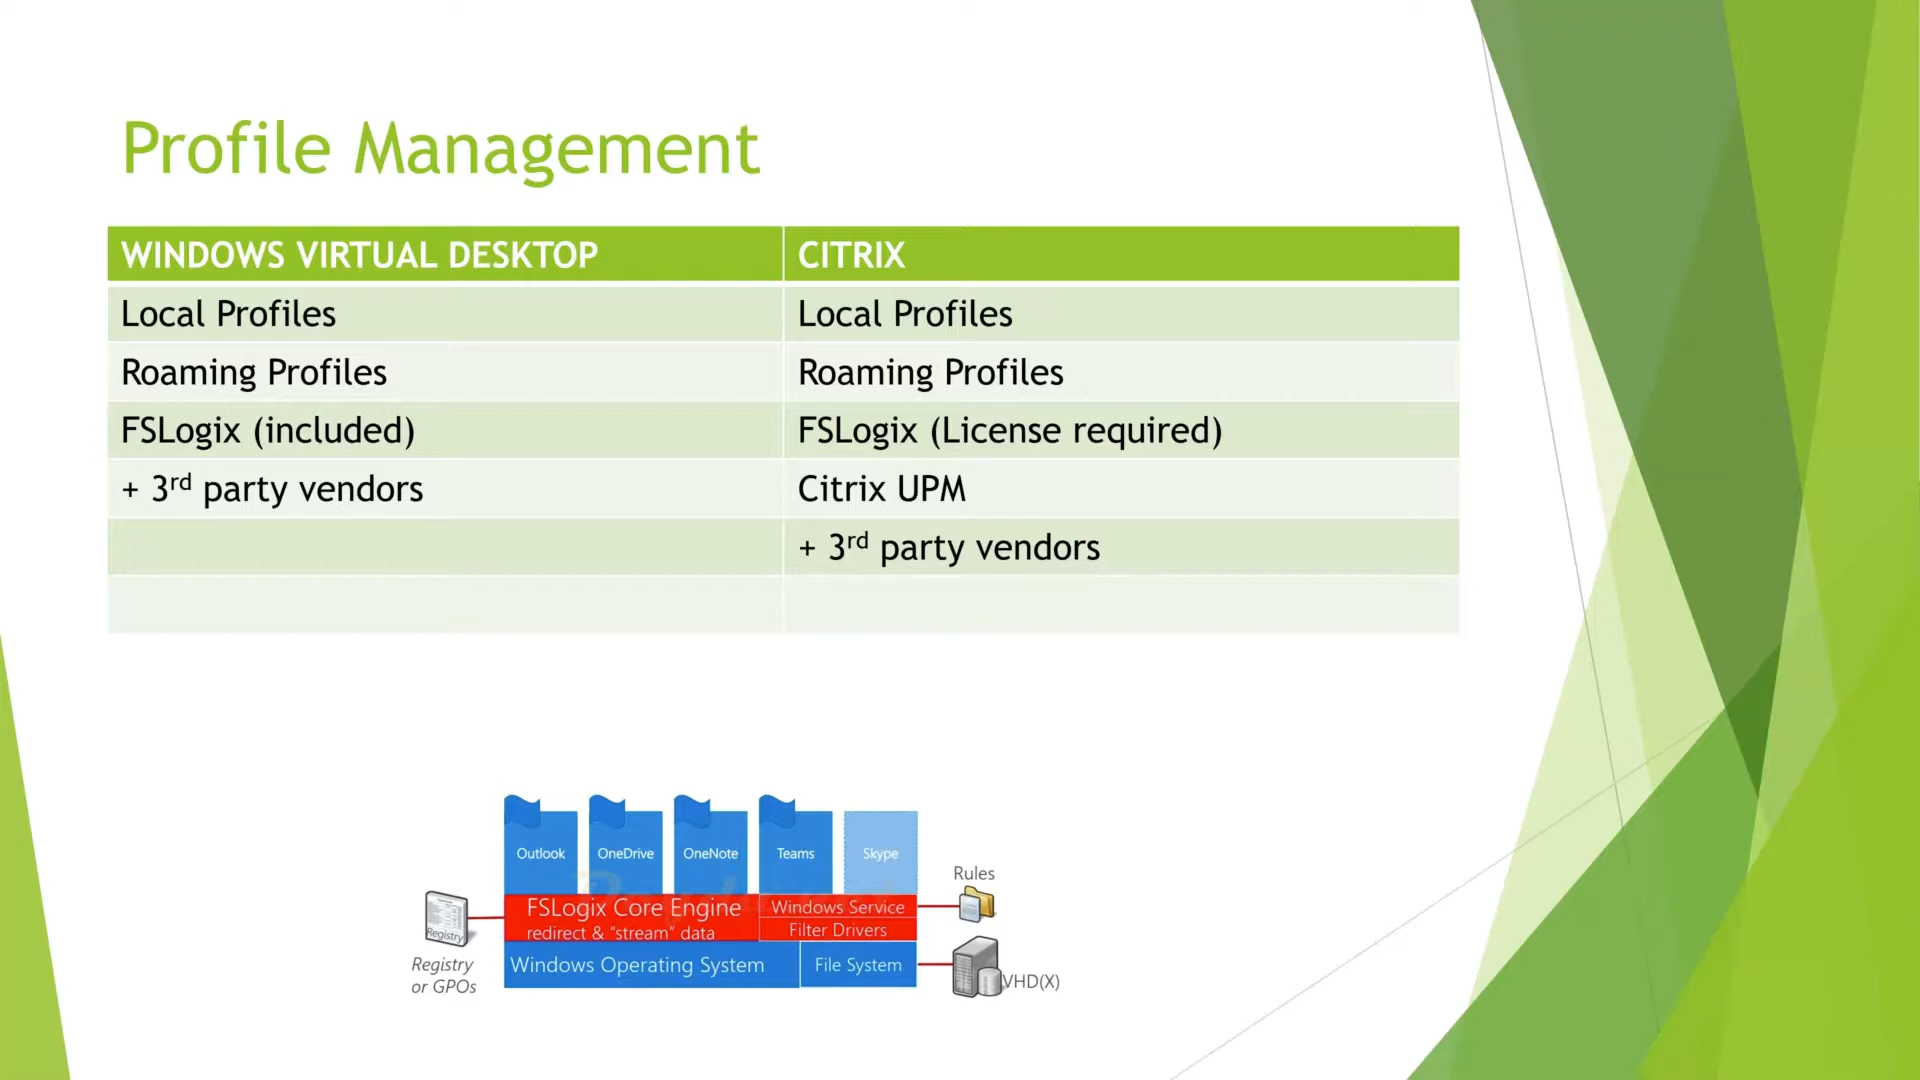 Profile Management
WINDOWS VIRTUAL DESKTOP
CITRIX
Local Profiles
Local Profiles
Roaming Profiles
Roaming Profiles
FSLogix (included)
FSLogix (License required)
+ 3rd party vendors
Citrix UPM
+ 3rd party vendors
Outlook
OneDrive
OneNote
Teams
Skype
Rules
FSLogix Core Engine
redirect & “stream” data
Windows Service
Filter Drivers
Registry
Registry
or GPOs
Windows Operating System
File System
VHD(X)